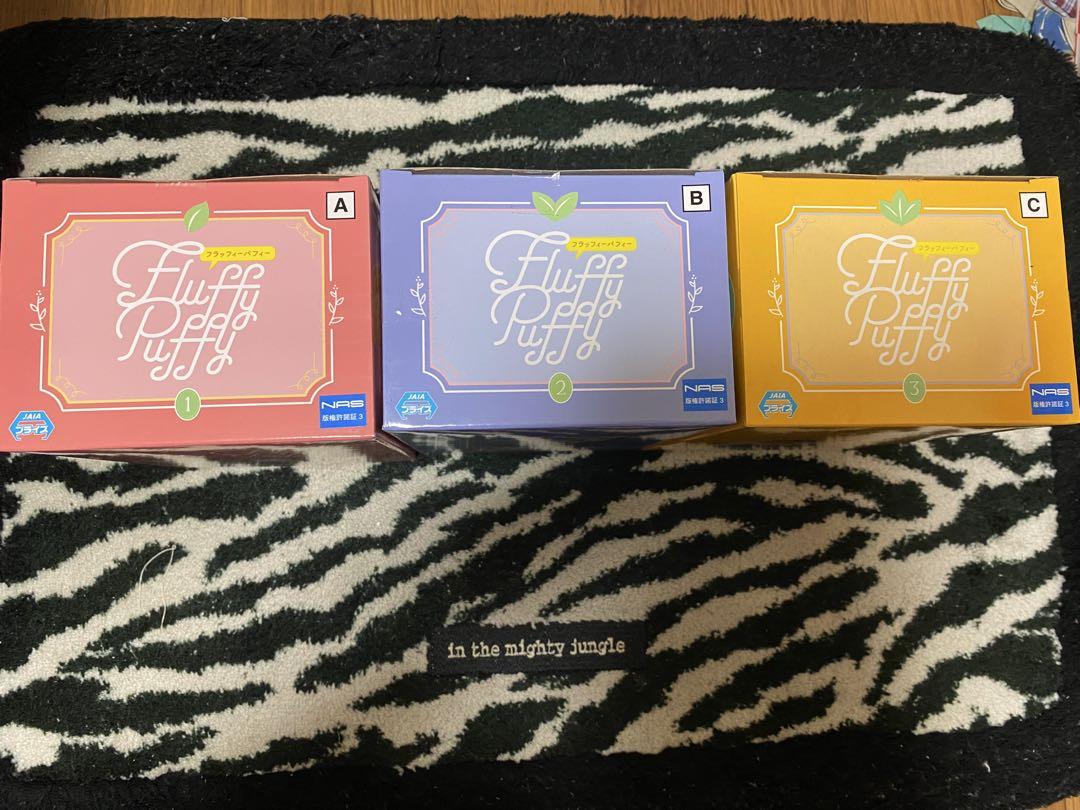 A
フラッフィーパフィー
Fluffy
Puffy
1
JAIA
プライズ
NAS
版権許諾証 3
B
フラッフィーパフィー
Fluffy
Puffy
2
JAIA
プライズ
NAS
版権許諾証 3
C
フラッフィーパフィー
Fluffy
Puffy
3
JAIA
プライズ
NAS
版権許諾証 3
in the mighty jungle